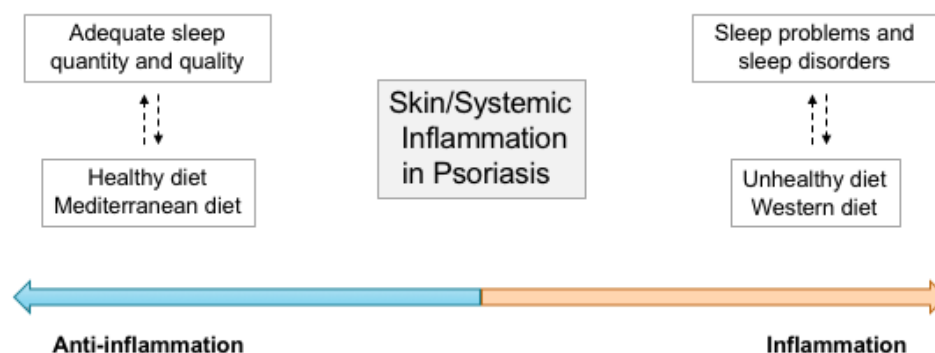 Adequate sleep
quantity and quality
Healthy diet
Mediterranean diet
Skin/Systemic
Inflammation
in Psoriasis
Sleep problems and
sleep disorders
Unhealthy diet
Western diet
Anti-inflammation
Inflammation